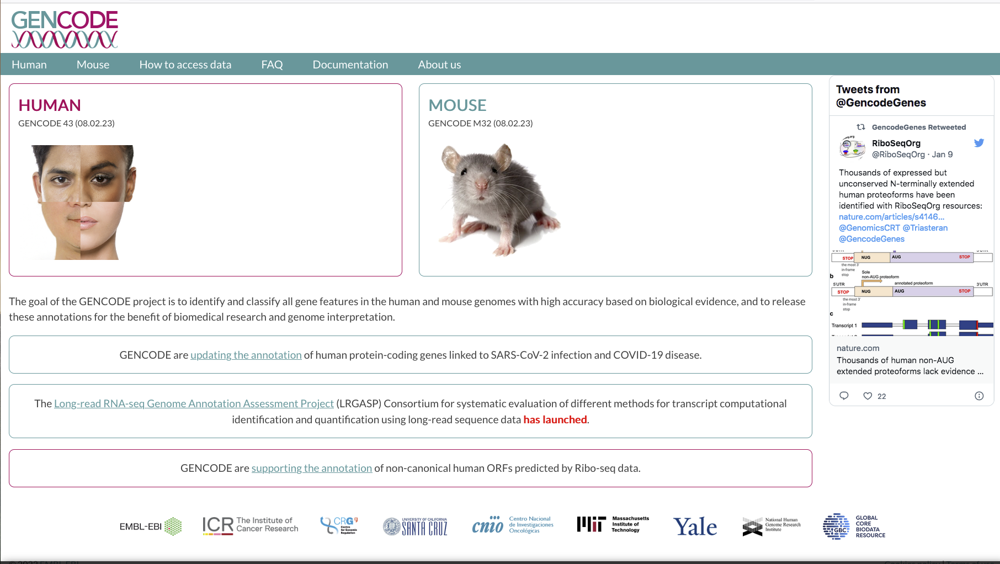 GENCODE
Human
Mouse
How to access data
FAQ
Documentation
About us
HUMAN
GENCODE 43 (08.02.23)
MOUSE
GENCODE M32 (08.02.23)
The goal of the GENCODE project is to identify and classify all gene features in the human and mouse genomes with high accuracy based on biological evidence, and to release
these annotations for the benefit of biomedical research and genome interpretation.
GENCODE are updating the annotation of human protein-coding genes linked to SARS-CoV-2 infection and COVID-19 disease.
The Long-read RNA-seq Genome Annotation Assessment Project (LRGASP) Consortium for systematic evaluation of different methods for transcript computational
identification and quantification using long-read sequence data has launched.
GENCODE are supporting the annotation of non-canonical human ORFs predicted by Ribo-seq data.
Tweets from
@GencodeGenes
GencodeGenes Retweeted
RiboSeqOrg
@RiboSeqOrg · Jan 9
Thousands of expressed but
unconserved N-terminally extended
human proteoforms have been
identified with RiboSeqOrg resources:
nature.com/articles/s4146...
@GenomicsCRT @Triasteran
@GencodeGenes
STOP NUG AUG STOP
the most 3'
in-frame
stop
b
Sole
non-AUG proteoform
5'UTR annotated proteoform 3'UTR
STOP NUG AUG STOP
the most 3'
in-frame
stop
c
Transcript 1
nature.com
Thousands of human non-AUG
extended proteoforms lack evidence ...
22
EMBL-EBI
ICR The Institute of
Cancer Research
CRG
Centre
for Genomic
Regulation
UNIVERSITY OF CALIFORNIA
SANTA CRUZ
cnio Centro Nacional
de Investigaciones
Oncológicas
MIT Massachusetts
Institute of
Technology
Yale
National Human
Genome Research
Institute
GBC GLOBAL
CORE
BIODATA
RESOURCE